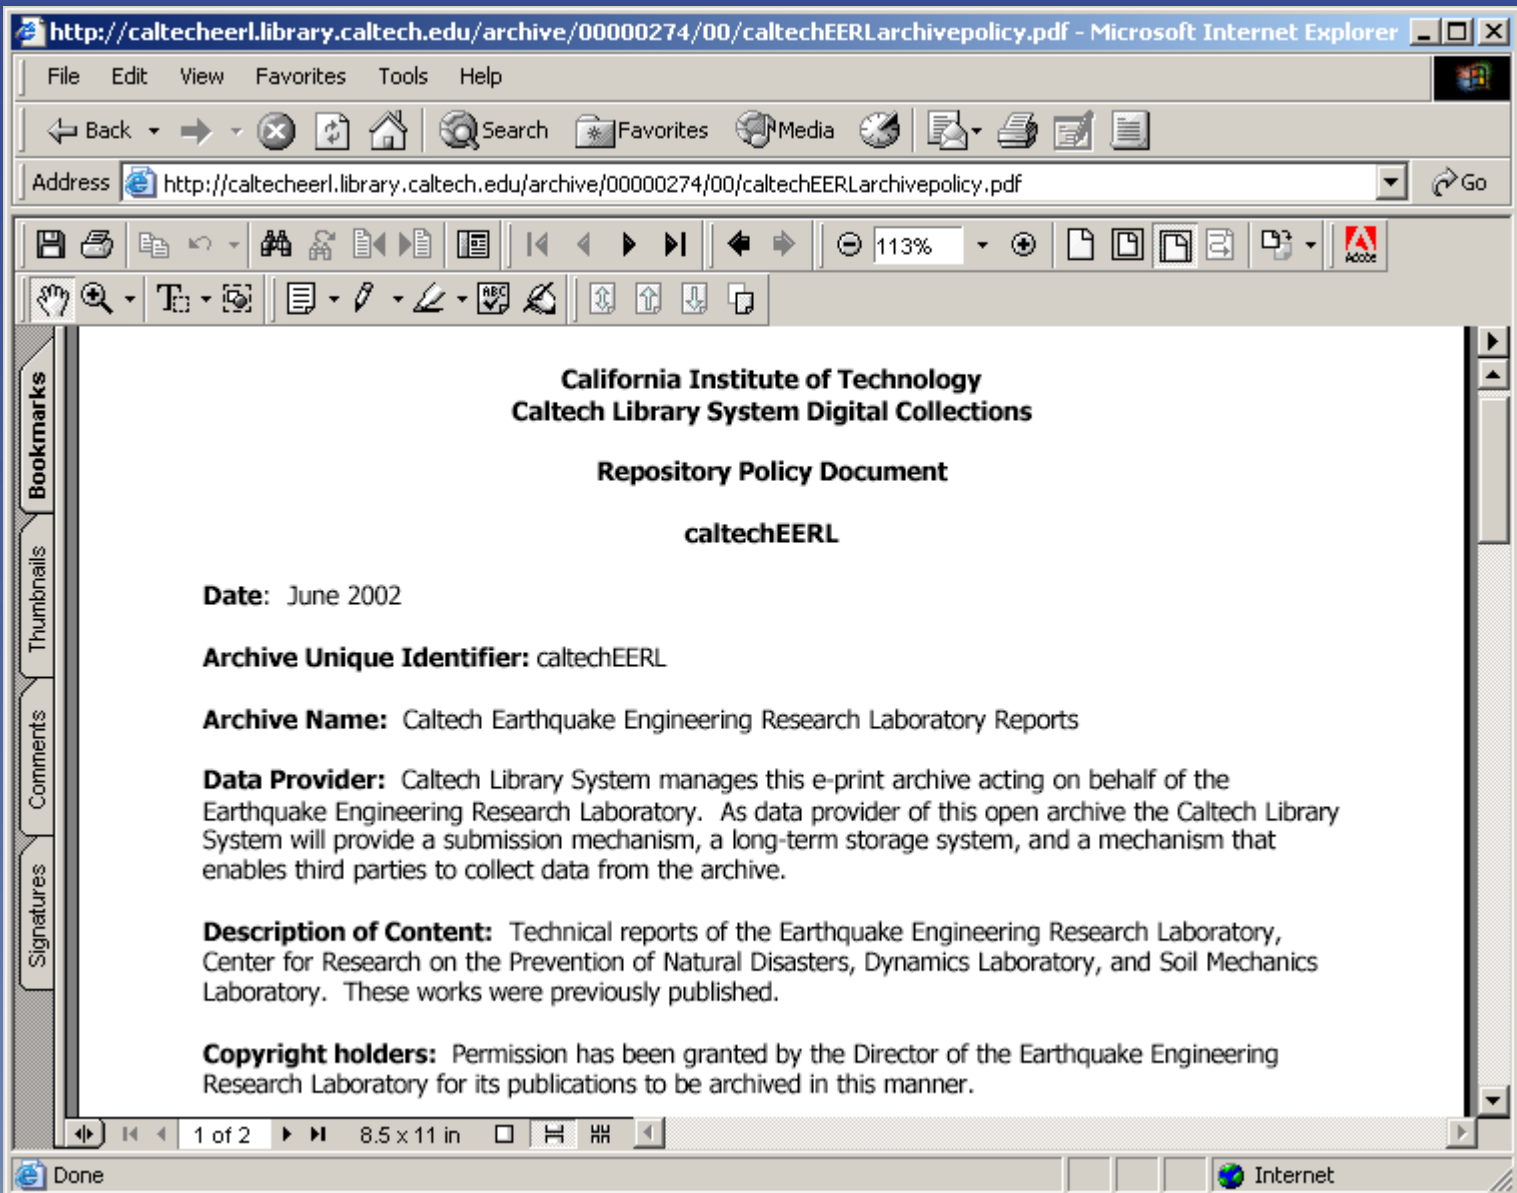 http://caltecheerl.library.caltech.edu/archive/00000274/00/caltechEERLarchivepolicy.pdf - Microsoft Internet Explorer
File Edit View Favorites Tools Help
Back Search Favorites Media
Address http://caltecheerl.library.caltech.edu/archive/00000274/00/caltechEERLarchivepolicy.pdf Go
113% Adobe
T ABC
Bookmarks
Thumbnails
Comments
Signatures
California Institute of Technology
Caltech Library System Digital Collections
Repository Policy Document
caltechEERL
Date: June 2002
Archive Unique Identifier: caltechEERL
Archive Name: Caltech Earthquake Engineering Research Laboratory Reports
Data Provider: Caltech Library System manages this e-print archive acting on behalf of the
Earthquake Engineering Research Laboratory. As data provider of this open archive the Caltech Library
System will provide a submission mechanism, a long-term storage system, and a mechanism that
enables third parties to collect data from the archive.
Description of Content: Technical reports of the Earthquake Engineering Research Laboratory,
Center for Research on the Prevention of Natural Disasters, Dynamics Laboratory, and Soil Mechanics
Laboratory. These works were previously published.
Copyright holders: Permission has been granted by the Director of the Earthquake Engineering
Research Laboratory for its publications to be archived in this manner.
1 of 2 8.5 x 11 in
Done Internet